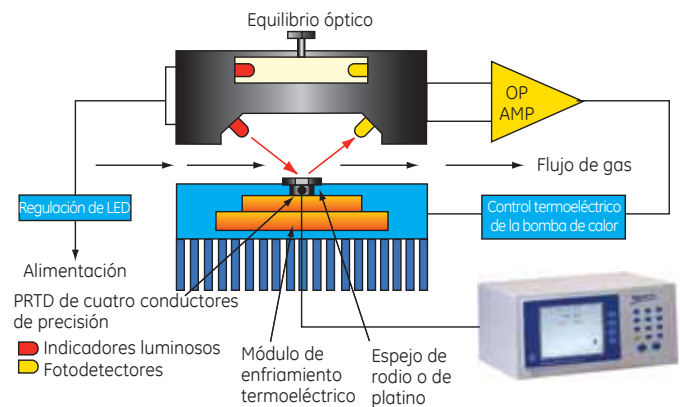 Equilibrio óptico
OP
AMP
Flujo de gas
Regulación de LED
Control termoeléctrico
de la bomba de calor
Alimentación
PRTD de cuatro conductores
de precisión
Indicadores luminosos
Fotodetectores
Módulo de
enfriamiento
termoeléctrico
Espejo de
rodio o de
platino